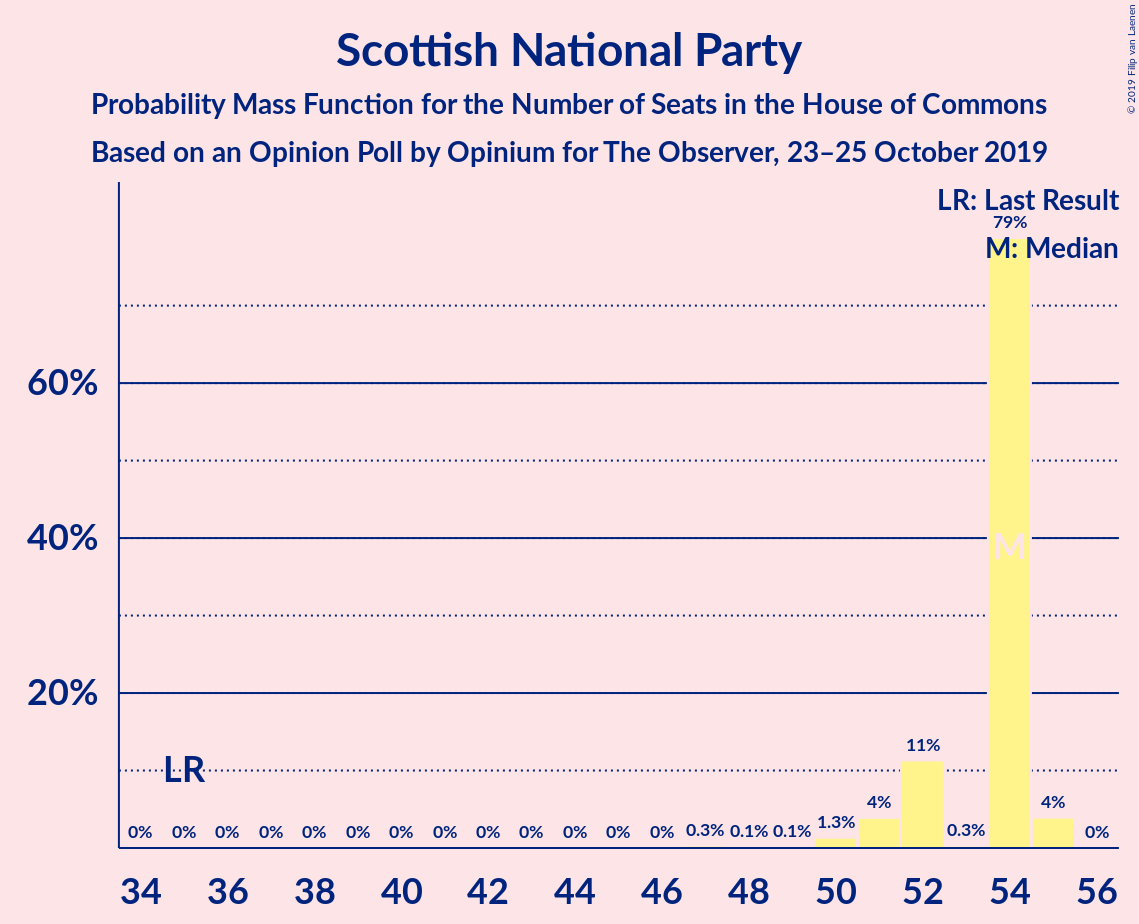 Scottish National Party
Probability Mass Function for the Number of Seats in the House of Commons
Based on an Opinion Poll by Opinium for The Observer, 23–25 October 2019
© 2019 Filip van Laenen
LR: Last Result
79%
M: Median
60%
40%
M
20%
LR
0% 0% 0% 0% 0% 0% 0% 0% 0% 0% 0% 0% 0% 0.3% 0.1% 0.1% 1.3% 4% 11% 0.3% 4% 0%
34 36 38 40 42 44 46 48 50 52 54 56